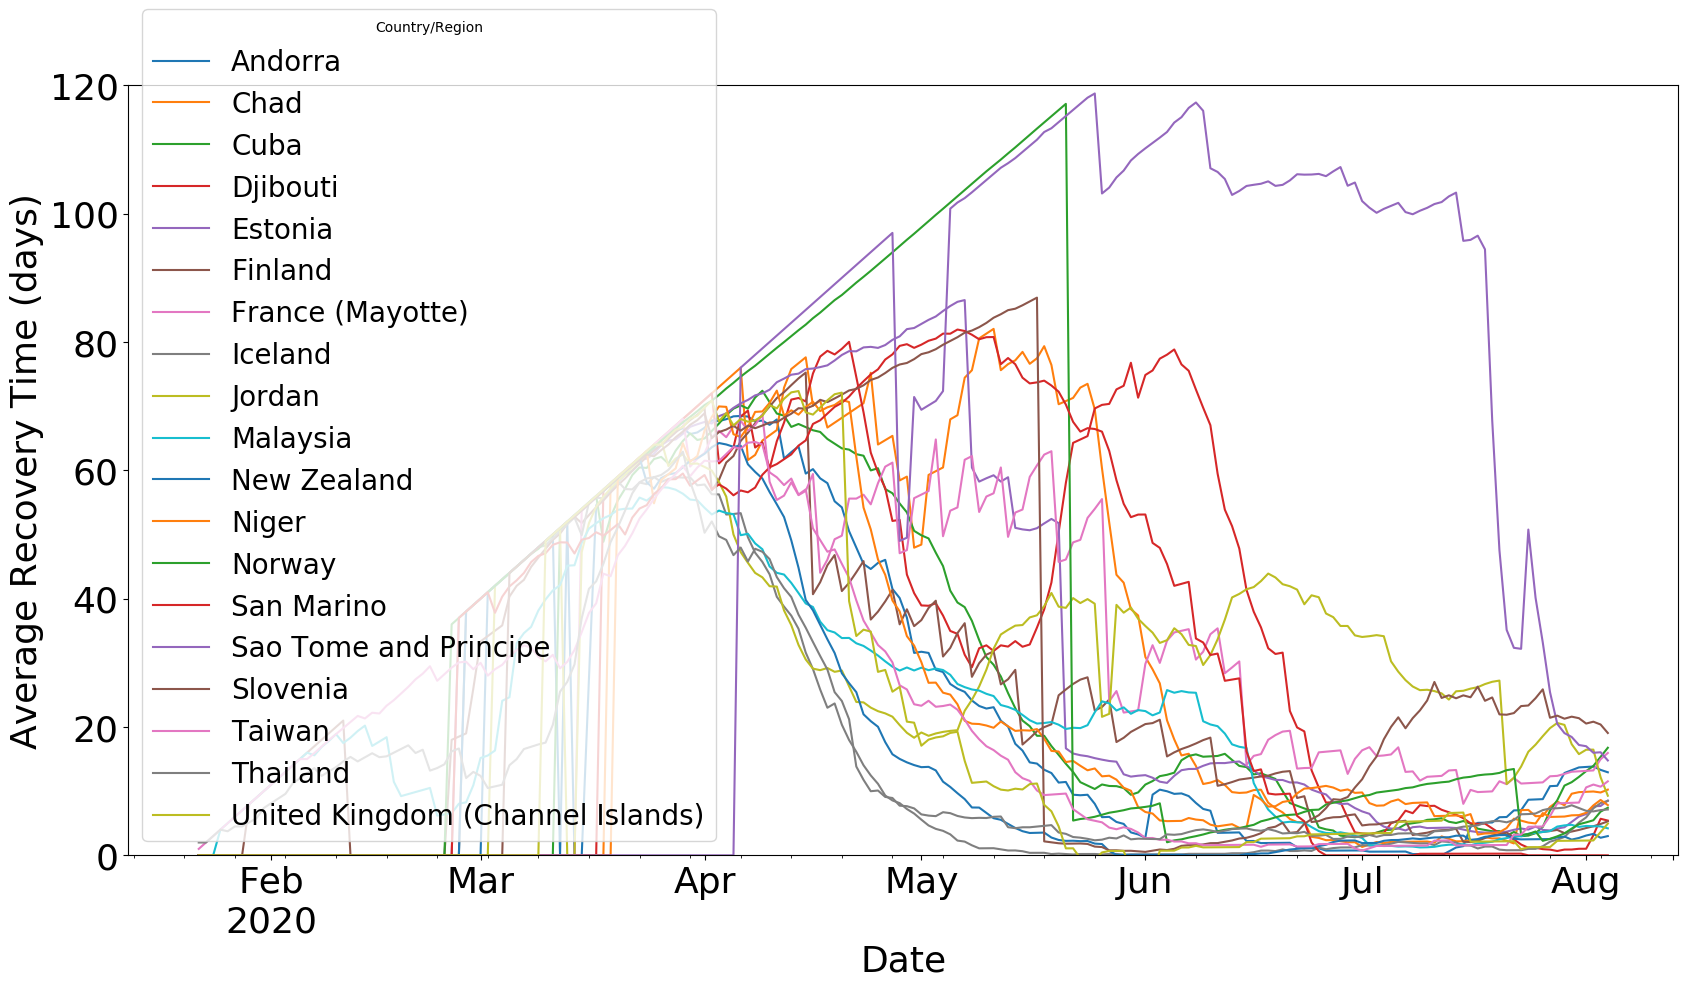 Country/Region
Andorra
Chad
Cuba
Djibouti
Estonia
Finland
France (Mayotte)
Iceland
Jordan
Malaysia
New Zealand
Niger
Norway
San Marino
Sao Tome and Principe
Slovenia
Taiwan
Thailand
United Kingdom (Channel Islands)
Average Recovery Time (days)
120
100
80
60
40
20
0
Feb Mar Apr May Jun Jul Aug
2020
Date